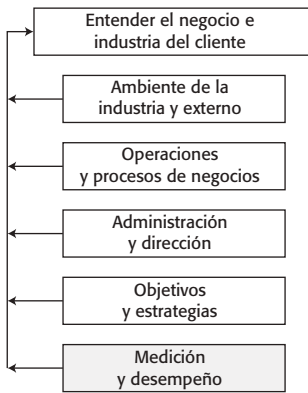 Entender el negocio e
industria del cliente
Ambiente de la
industria y externo
Operaciones
y procesos de negocios
Administración
y dirección
Objetivos
y estrategias
Medición
y desempeño